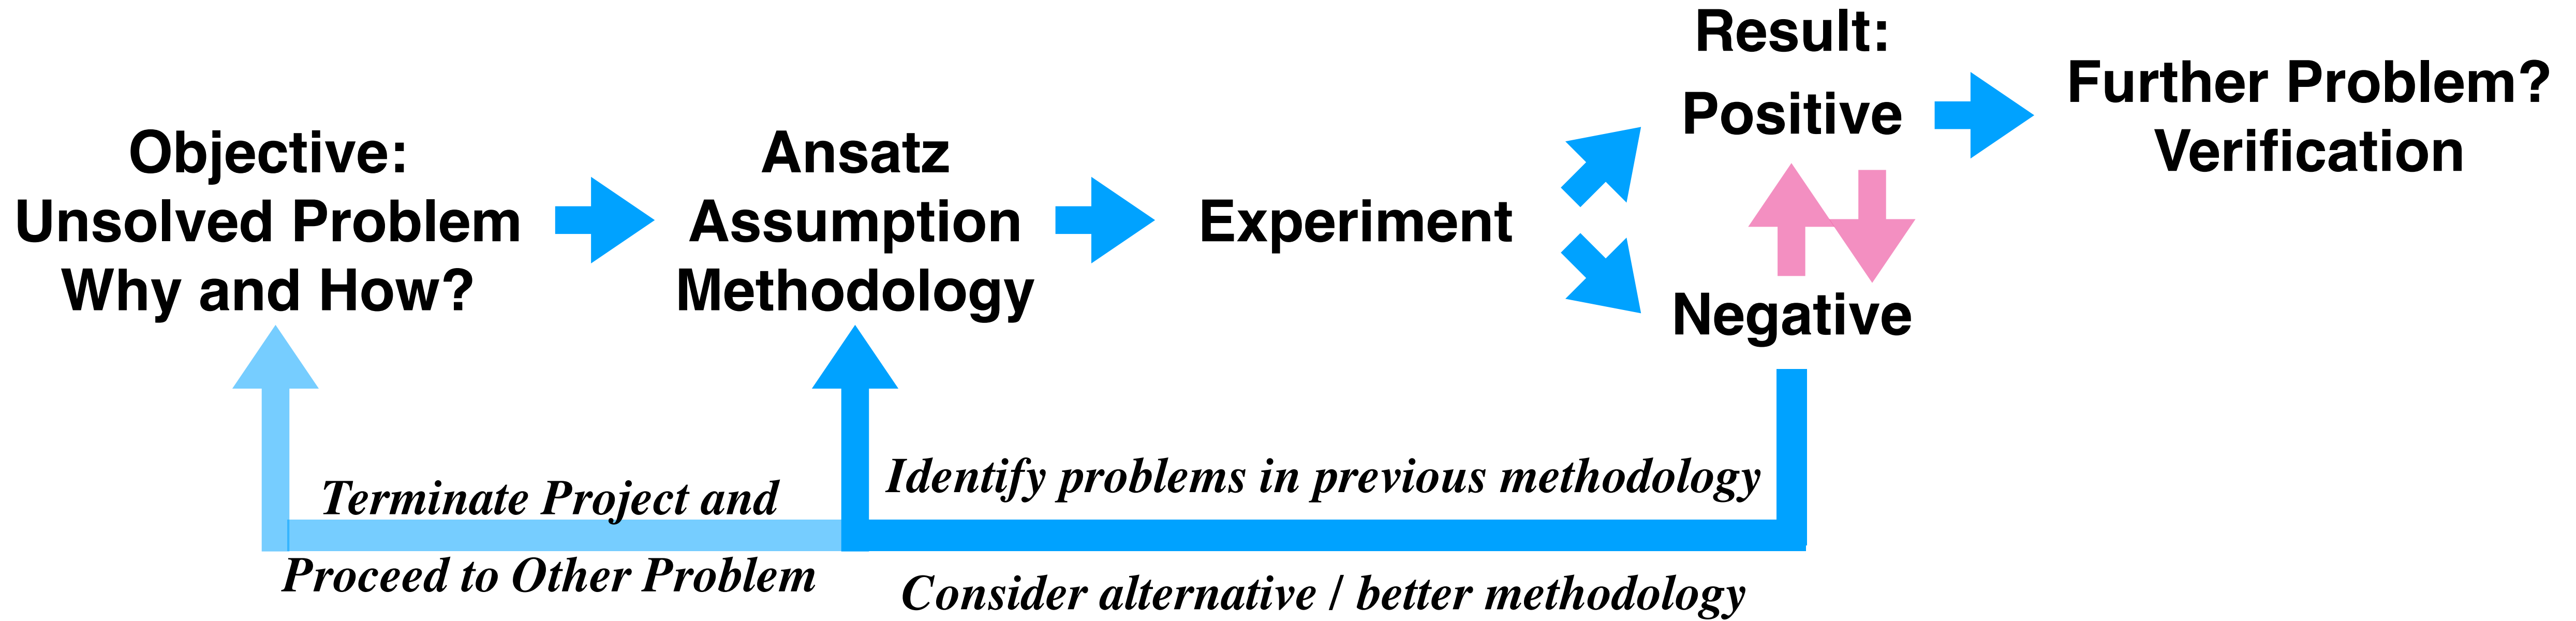 Objective:
Unsolved Problem
Why and How?
Ansatz
Assumption
Methodology
Experiment
Result:
Positive
Negative
Further Problem?
Verification
Terminate Project and
Proceed to Other Problem
Identify problems in previous methodology
Consider alternative / better methodology